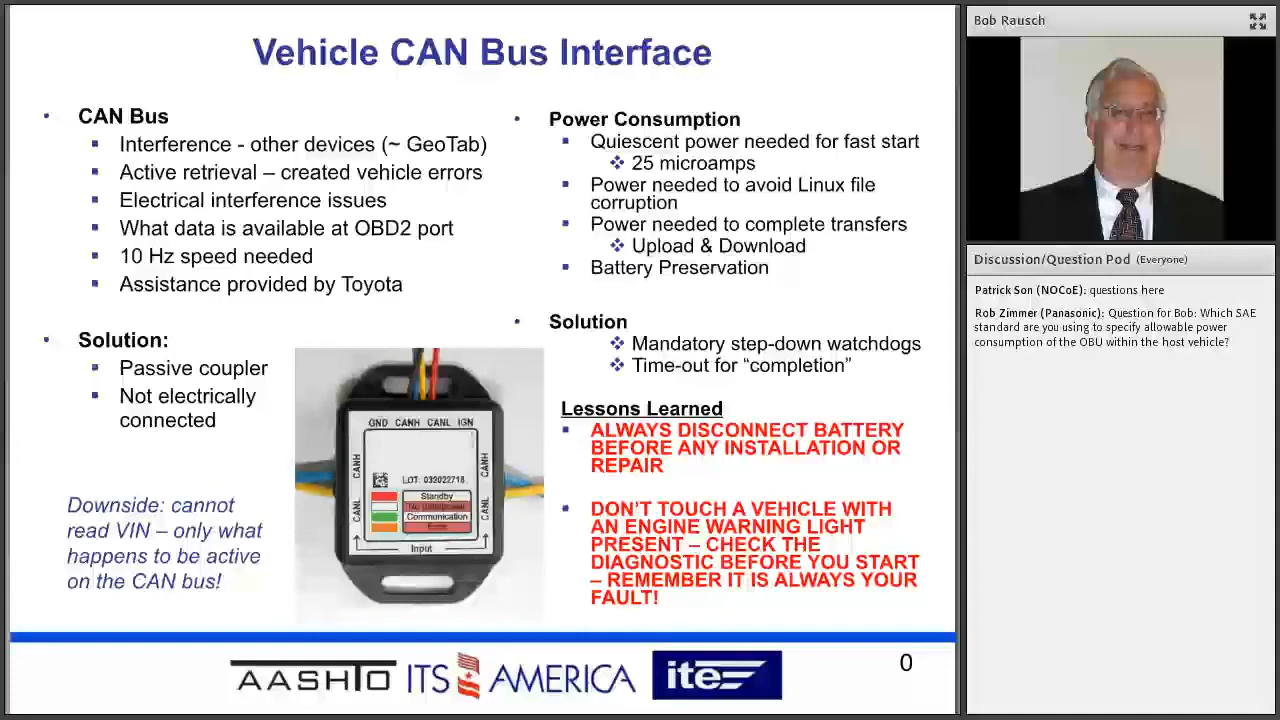 Vehicle CAN Bus Interface
• CAN Bus
▪ Interference - other devices (~ GeoTab)
▪ Active retrieval – created vehicle errors
▪ Electrical interference issues
▪ What data is available at OBD2 port
▪ 10 Hz speed needed
▪ Assistance provided by Toyota
• Solution:
▪ Passive coupler
▪ Not electrically
connected
Downside: cannot
read VIN – only what
happens to be active
on the CAN bus!
GND CANH CANL IGN
CANH
CANH
LOT: 032022718
Standby
Communication
CANL
CANL
Input
• Power Consumption
▪ Quiescent power needed for fast start
❖ 25 microamps
▪ Power needed to avoid Linux file
corruption
▪ Power needed to complete transfers
❖ Upload & Download
▪ Battery Preservation
• Solution
❖ Mandatory step-down watchdogs
❖ Time-out for “completion”
Lessons Learned
▪ ALWAYS DISCONNECT BATTERY
BEFORE ANY INSTALLATION OR
REPAIR
▪ DON’T TOUCH A VEHICLE WITH
AN ENGINE WARNING LIGHT
PRESENT – CHECK THE
DIAGNOSTIC BEFORE YOU START
– REMEMBER IT IS ALWAYS YOUR
FAULT!
AASHTO ITS AMERICA ite
0
Bob Rausch
Discussion/Question Pod (Everyone)
Patrick Son (NOCoE): questions here
Rob Zimmer (Panasonic): Question for Bob: Which SAE
standard are you using to specify allowable power
consumption of the OBU within the host vehicle?